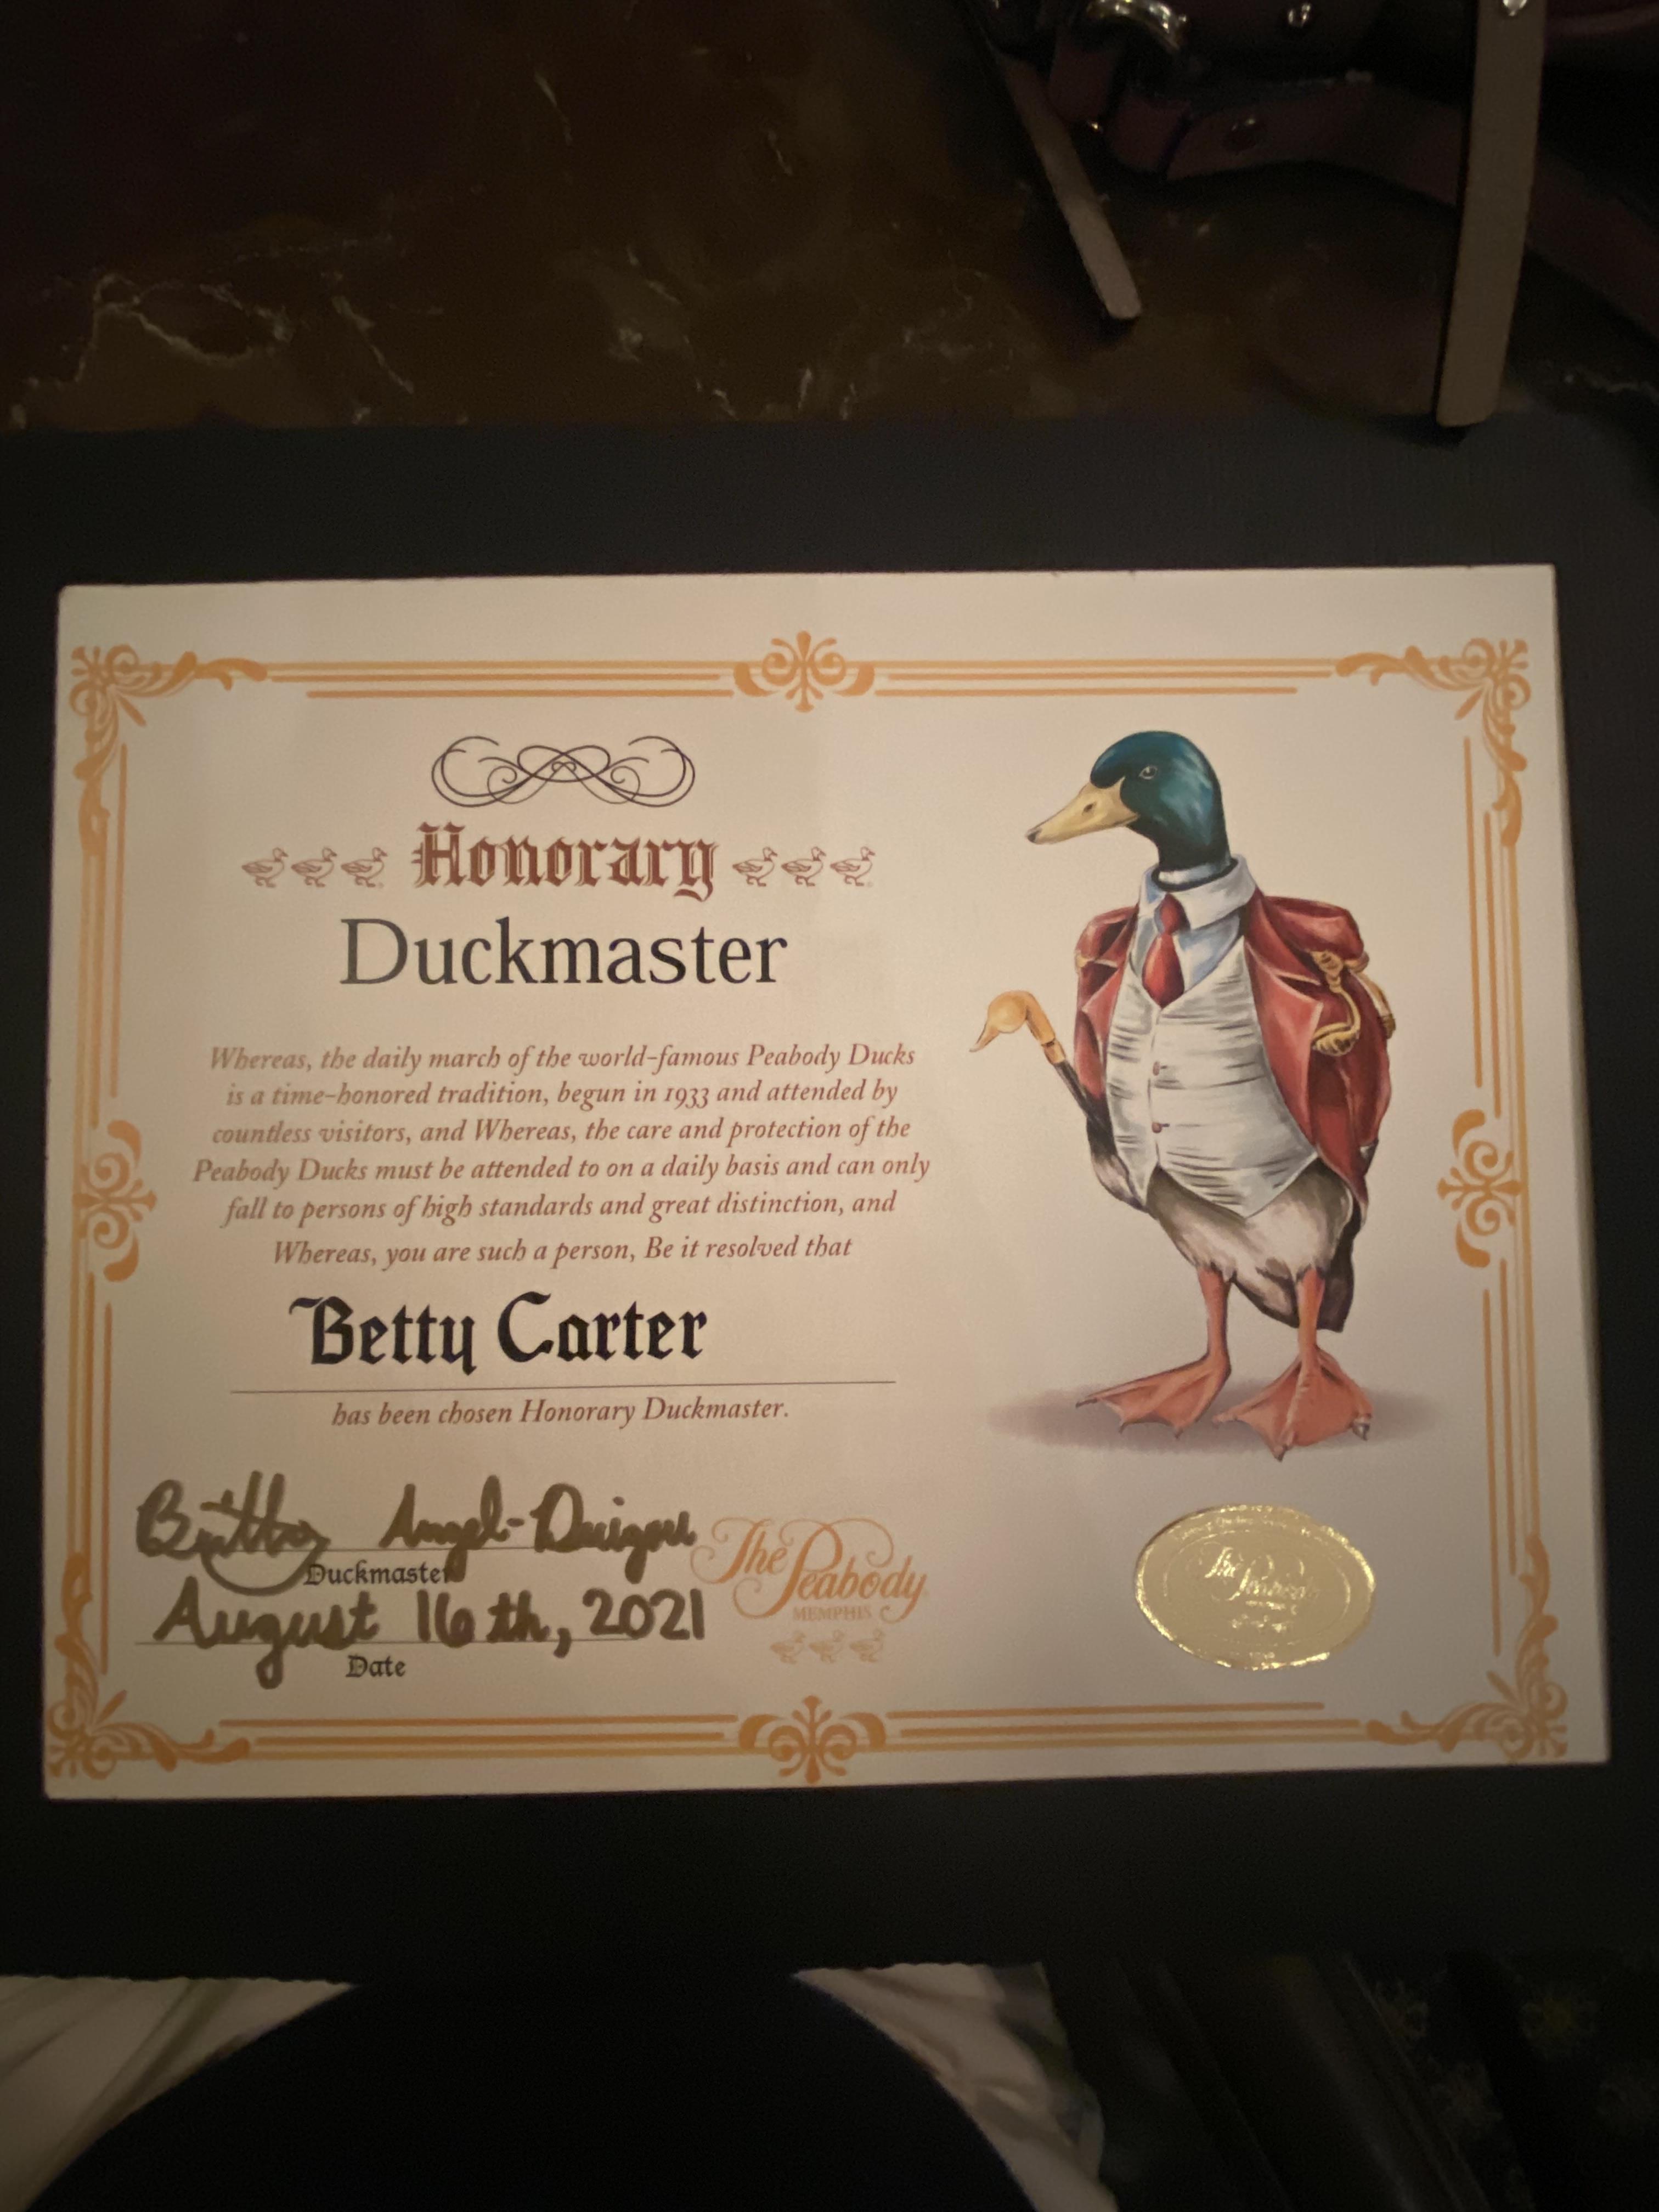 Honorary
Duckmaster
Whereas, the daily march of the world-famous Peabody Ducks
is a time-honored tradition, begun in 1933 and attended by
countless visitors, and Whereas, the care and protection of the
Peabody Ducks must be attended to on a daily basis and can only
fall to persons of high standards and great distinction, and
Whereas, you are such a person, Be it resolved that
Betty Carter
has been chosen Honorary Duckmaster.
Angel-
Duckmaster
August 16th, 2021
Date
The Peabody
MEMPHIS
The Peabody